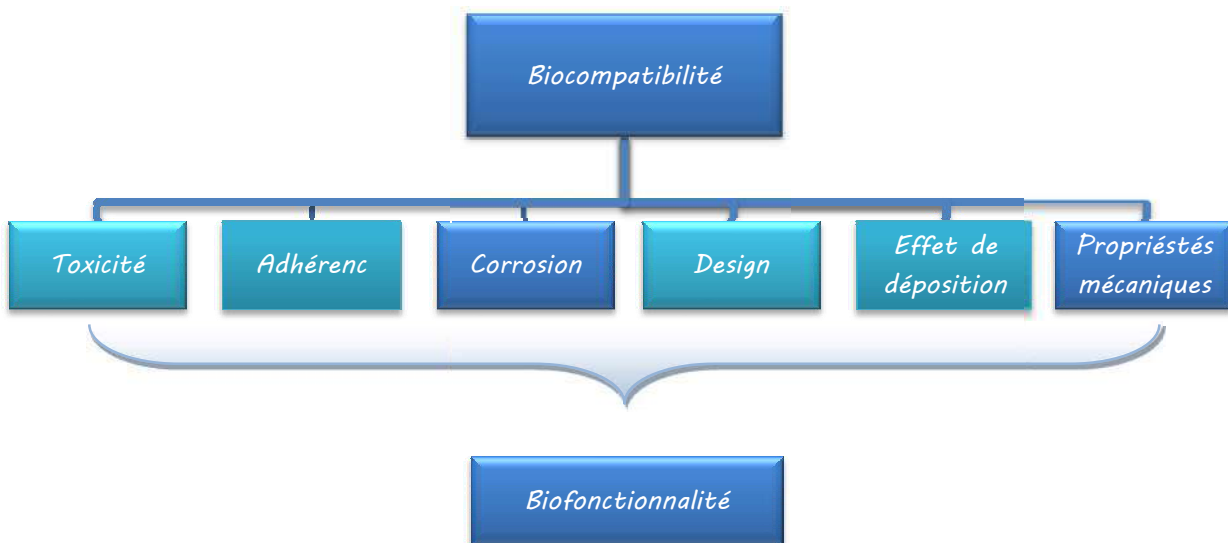 Biocompatibilité
Toxicité
Adhérenc
Corrosion
Design
Effet de
déposition
Propriéstés
mécaniques
Biofonctionnalité